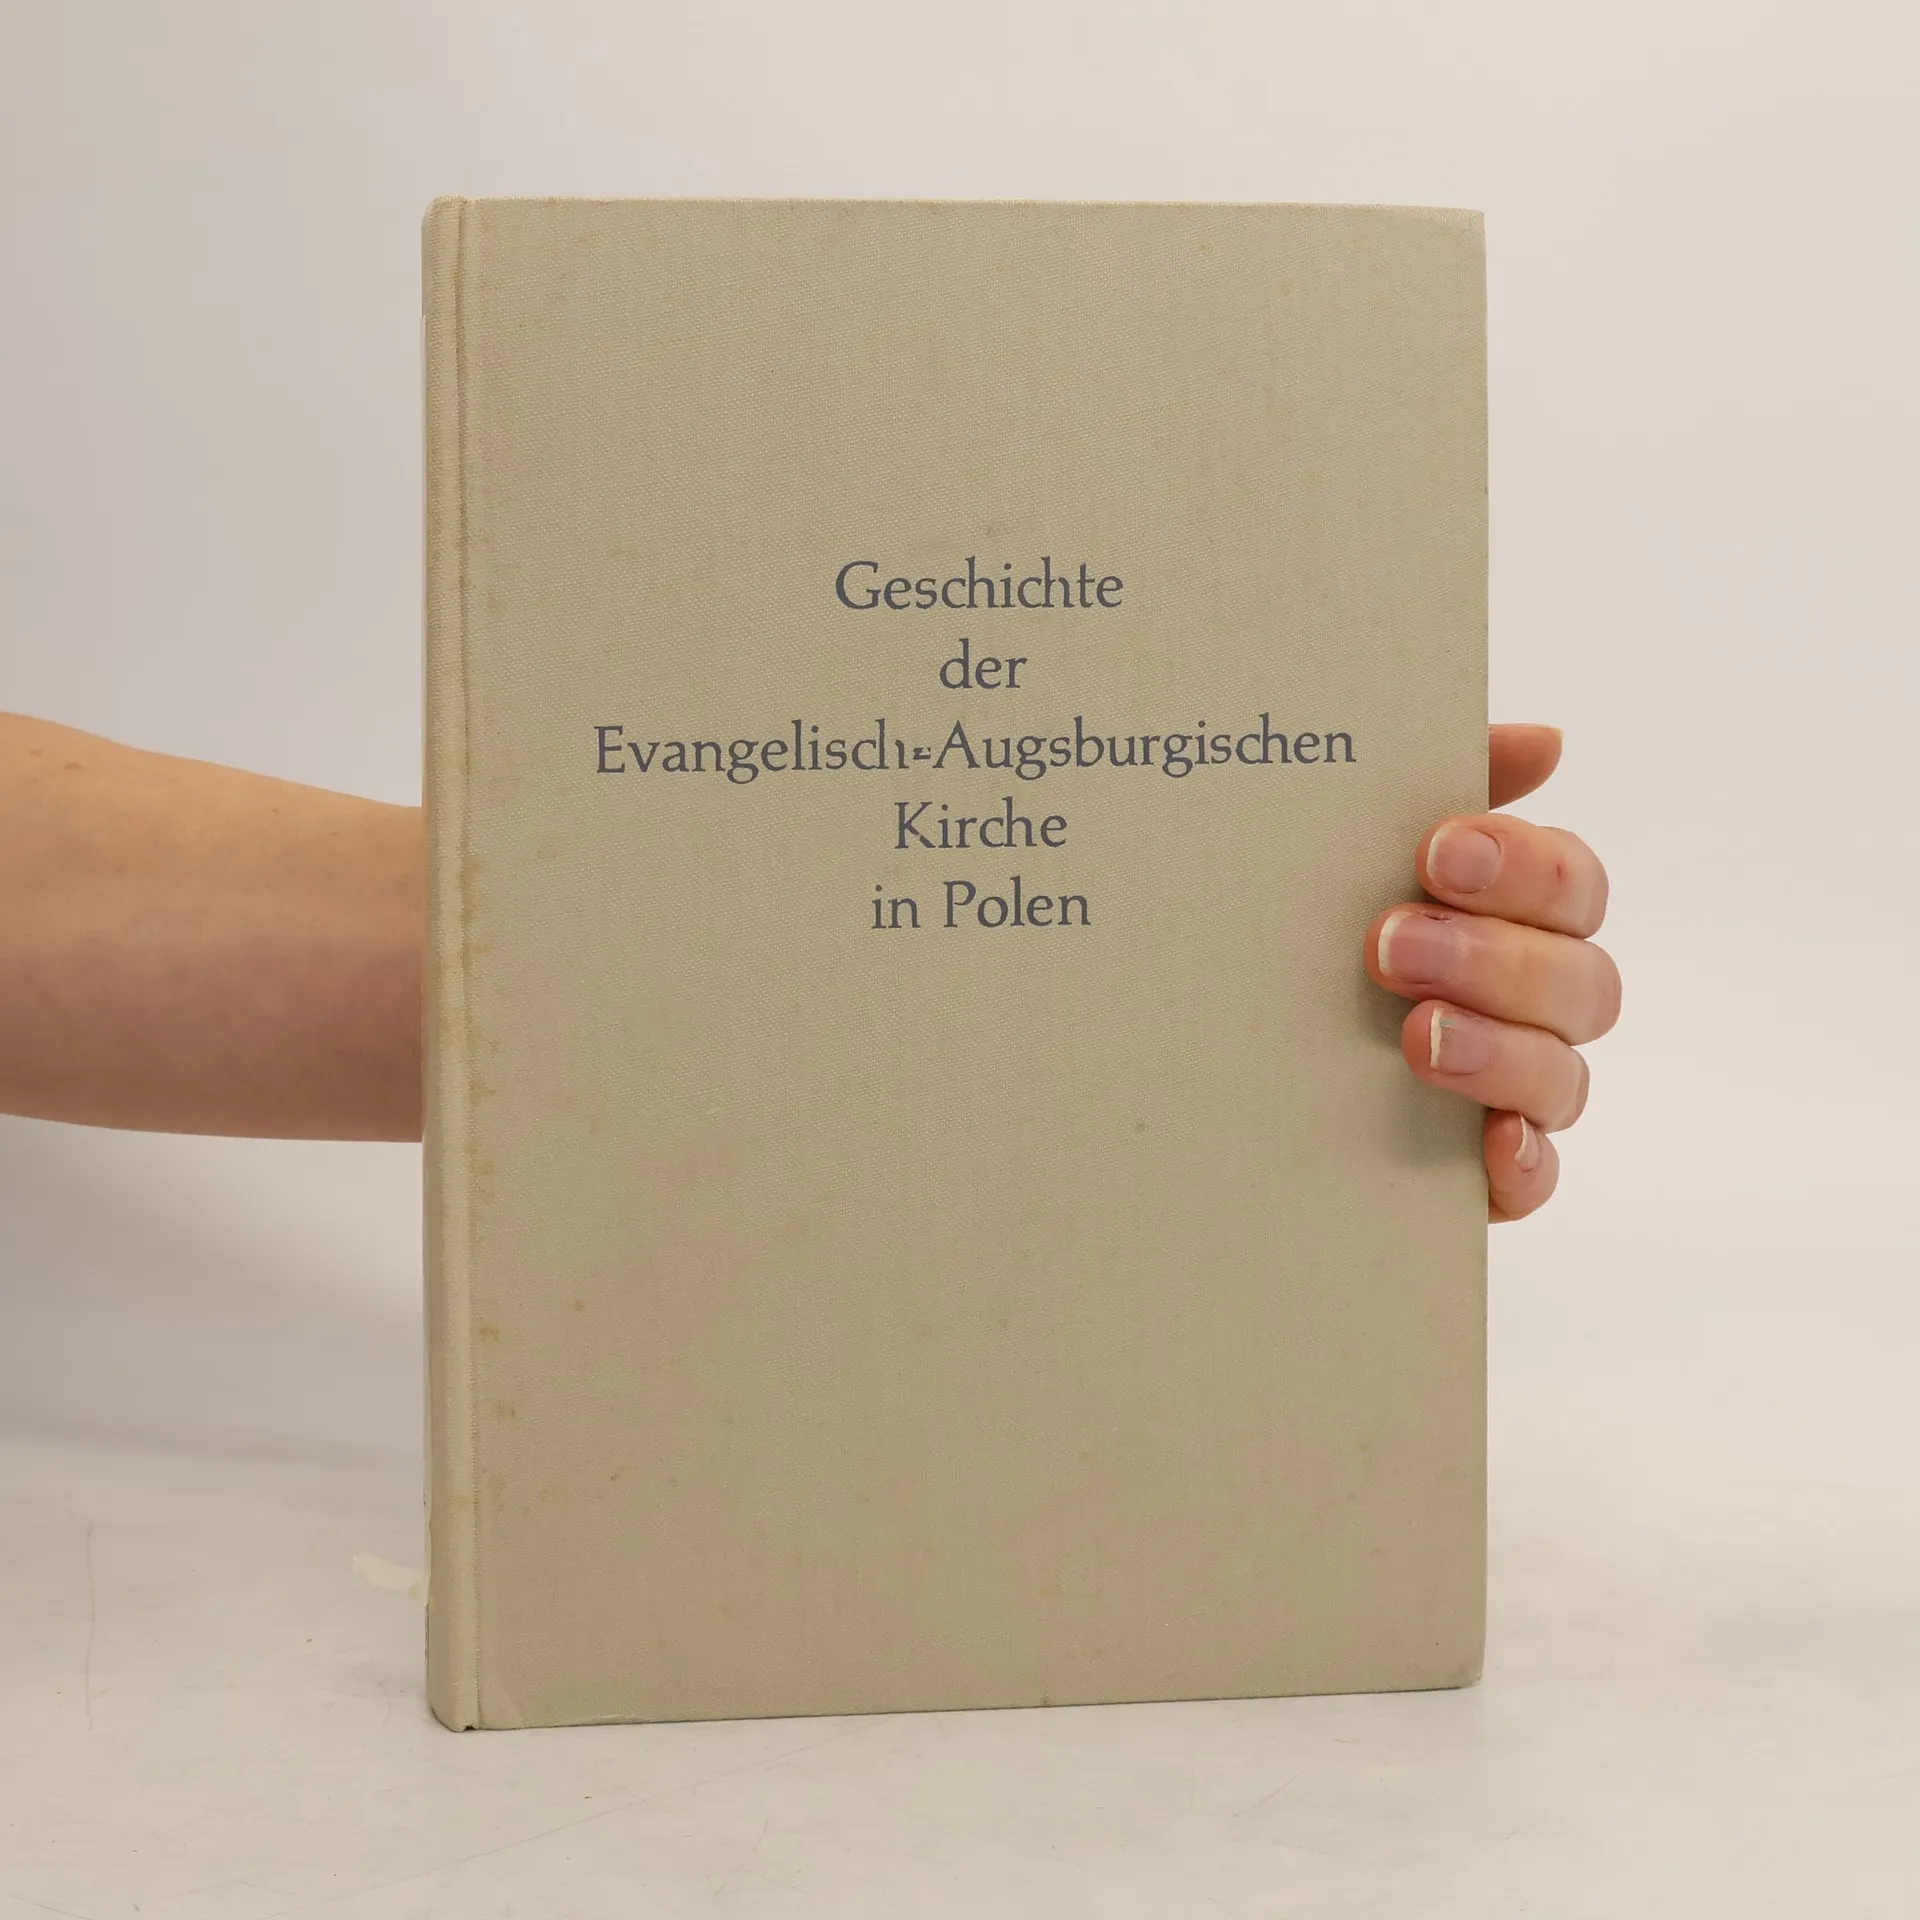 Geschichte
der
Evangelisch-Augsburgischen
Kirche
in Polen